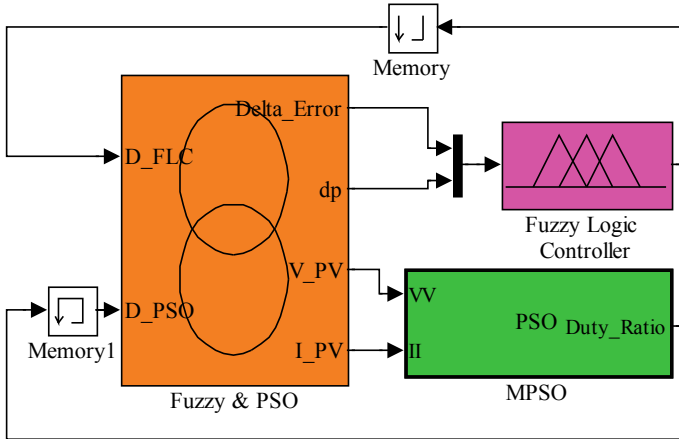 Memory
Delta_Error
D_FLC
dp
Fuzzy Logic
Controller
V_PV
VV
D_PSO
PSO
Duty_Ratio
Memory1
I_PV
II
Fuzzy & PSO
MPSO